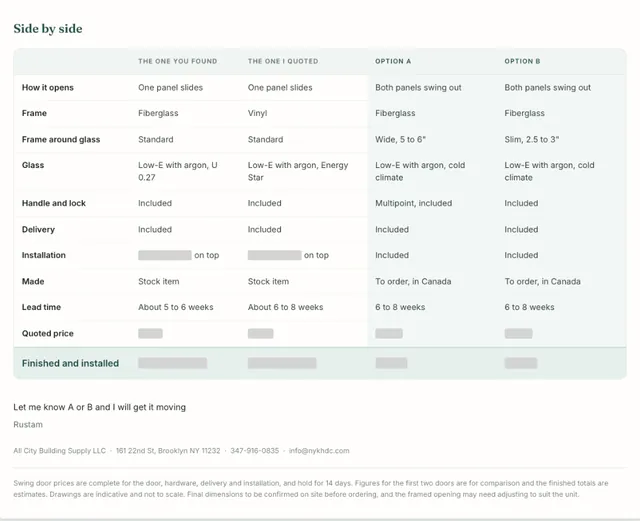 Side by side
THE ONE YOU FOUND THE ONE I QUOTED OPTION A OPTION B
How it opens One panel slides One panel slides Both panels swing out Both panels swing out
Frame Fiberglass Vinyl Fiberglass Fiberglass
Frame around glass Standard Standard Wide, 5 to 6" Slim, 2.5 to 3"
Glass Low-E with argon, U Low-E with argon, Energy Low-E with argon, cold Low-E with argon, cold
0.27 Star climate climate
Handle and lock Included Included Multipoint, included Included
Delivery Included Included Included Included
Installation on top on top Included Included
Made Stock item Stock item To order, in Canada To order, in Canada
Lead time About 5 to 6 weeks About 6 to 8 weeks 6 to 8 weeks 6 to 8 weeks
Quoted price
Finished and installed
Let me know A or B and I will get it moving
Rustam
All City Building Supply LLC · 161 22nd St, Brooklyn NY 11232 · 347-916-0835 · info@nykhdc.com
Swing door prices are complete for the door, hardware, delivery and installation, and hold for 14 days. Figures for the first two doors are for comparison and the finished totals are
estimates. Drawings are indicative and not to scale. Final dimensions to be confirmed on site before ordering, and the framed opening may need adjusting to suit the unit.